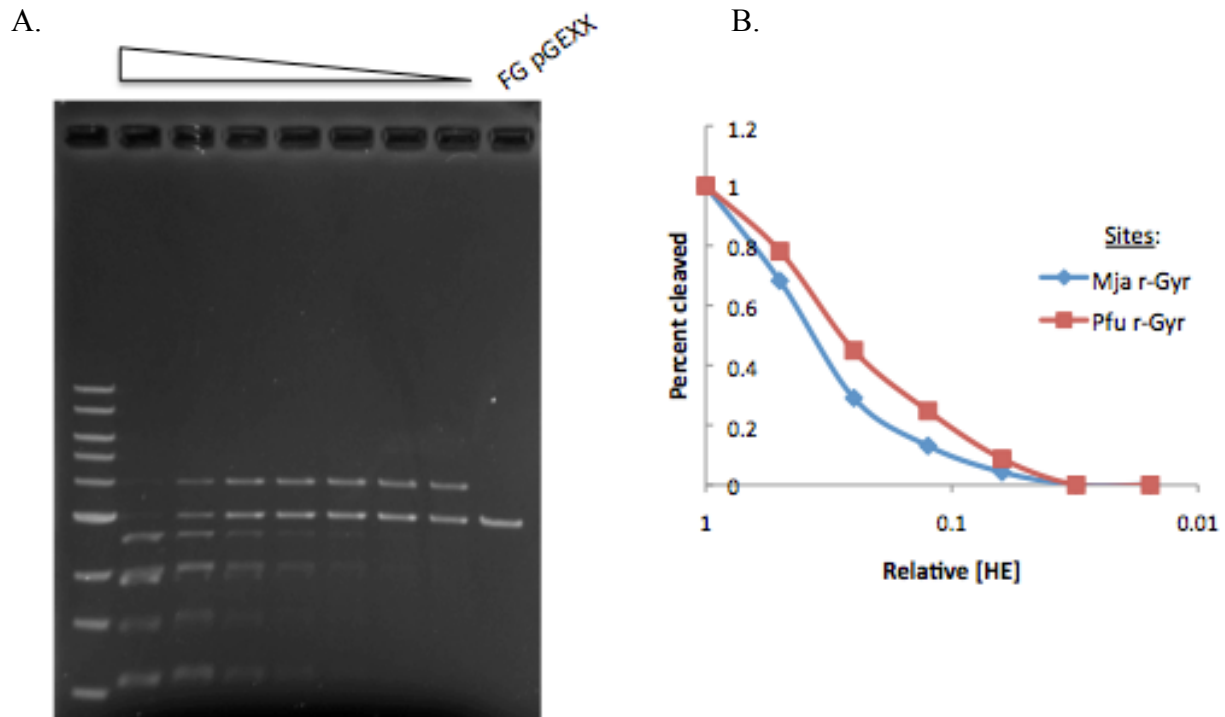 A.
FG pGEXX
B.
1.2
1
0.8
0.6
0.4
0.2
0
1
0.1
0.01
Percent cleaved
Relative [HE]
Sites:
Mja r-Gyr
Pfu r-Gyr